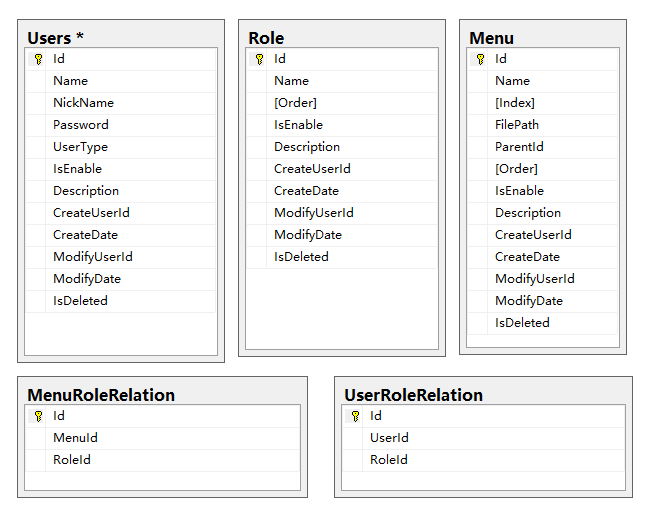 Users *
Id
Name
NickName
Password
UserType
IsEnable
Description
CreateUserId
CreateDate
ModifyUserId
ModifyDate
IsDeleted
Role
Id
Name
[Order]
IsEnable
Description
CreateUserId
CreateDate
ModifyUserId
ModifyDate
IsDeleted
Menu
Id
Name
[Index]
FilePath
ParentId
[Order]
IsEnable
Description
CreateUserId
CreateDate
ModifyUserId
ModifyDate
IsDeleted
MenuRoleRelation
Id
MenuId
RoleId
UserRoleRelation
Id
UserId
RoleId